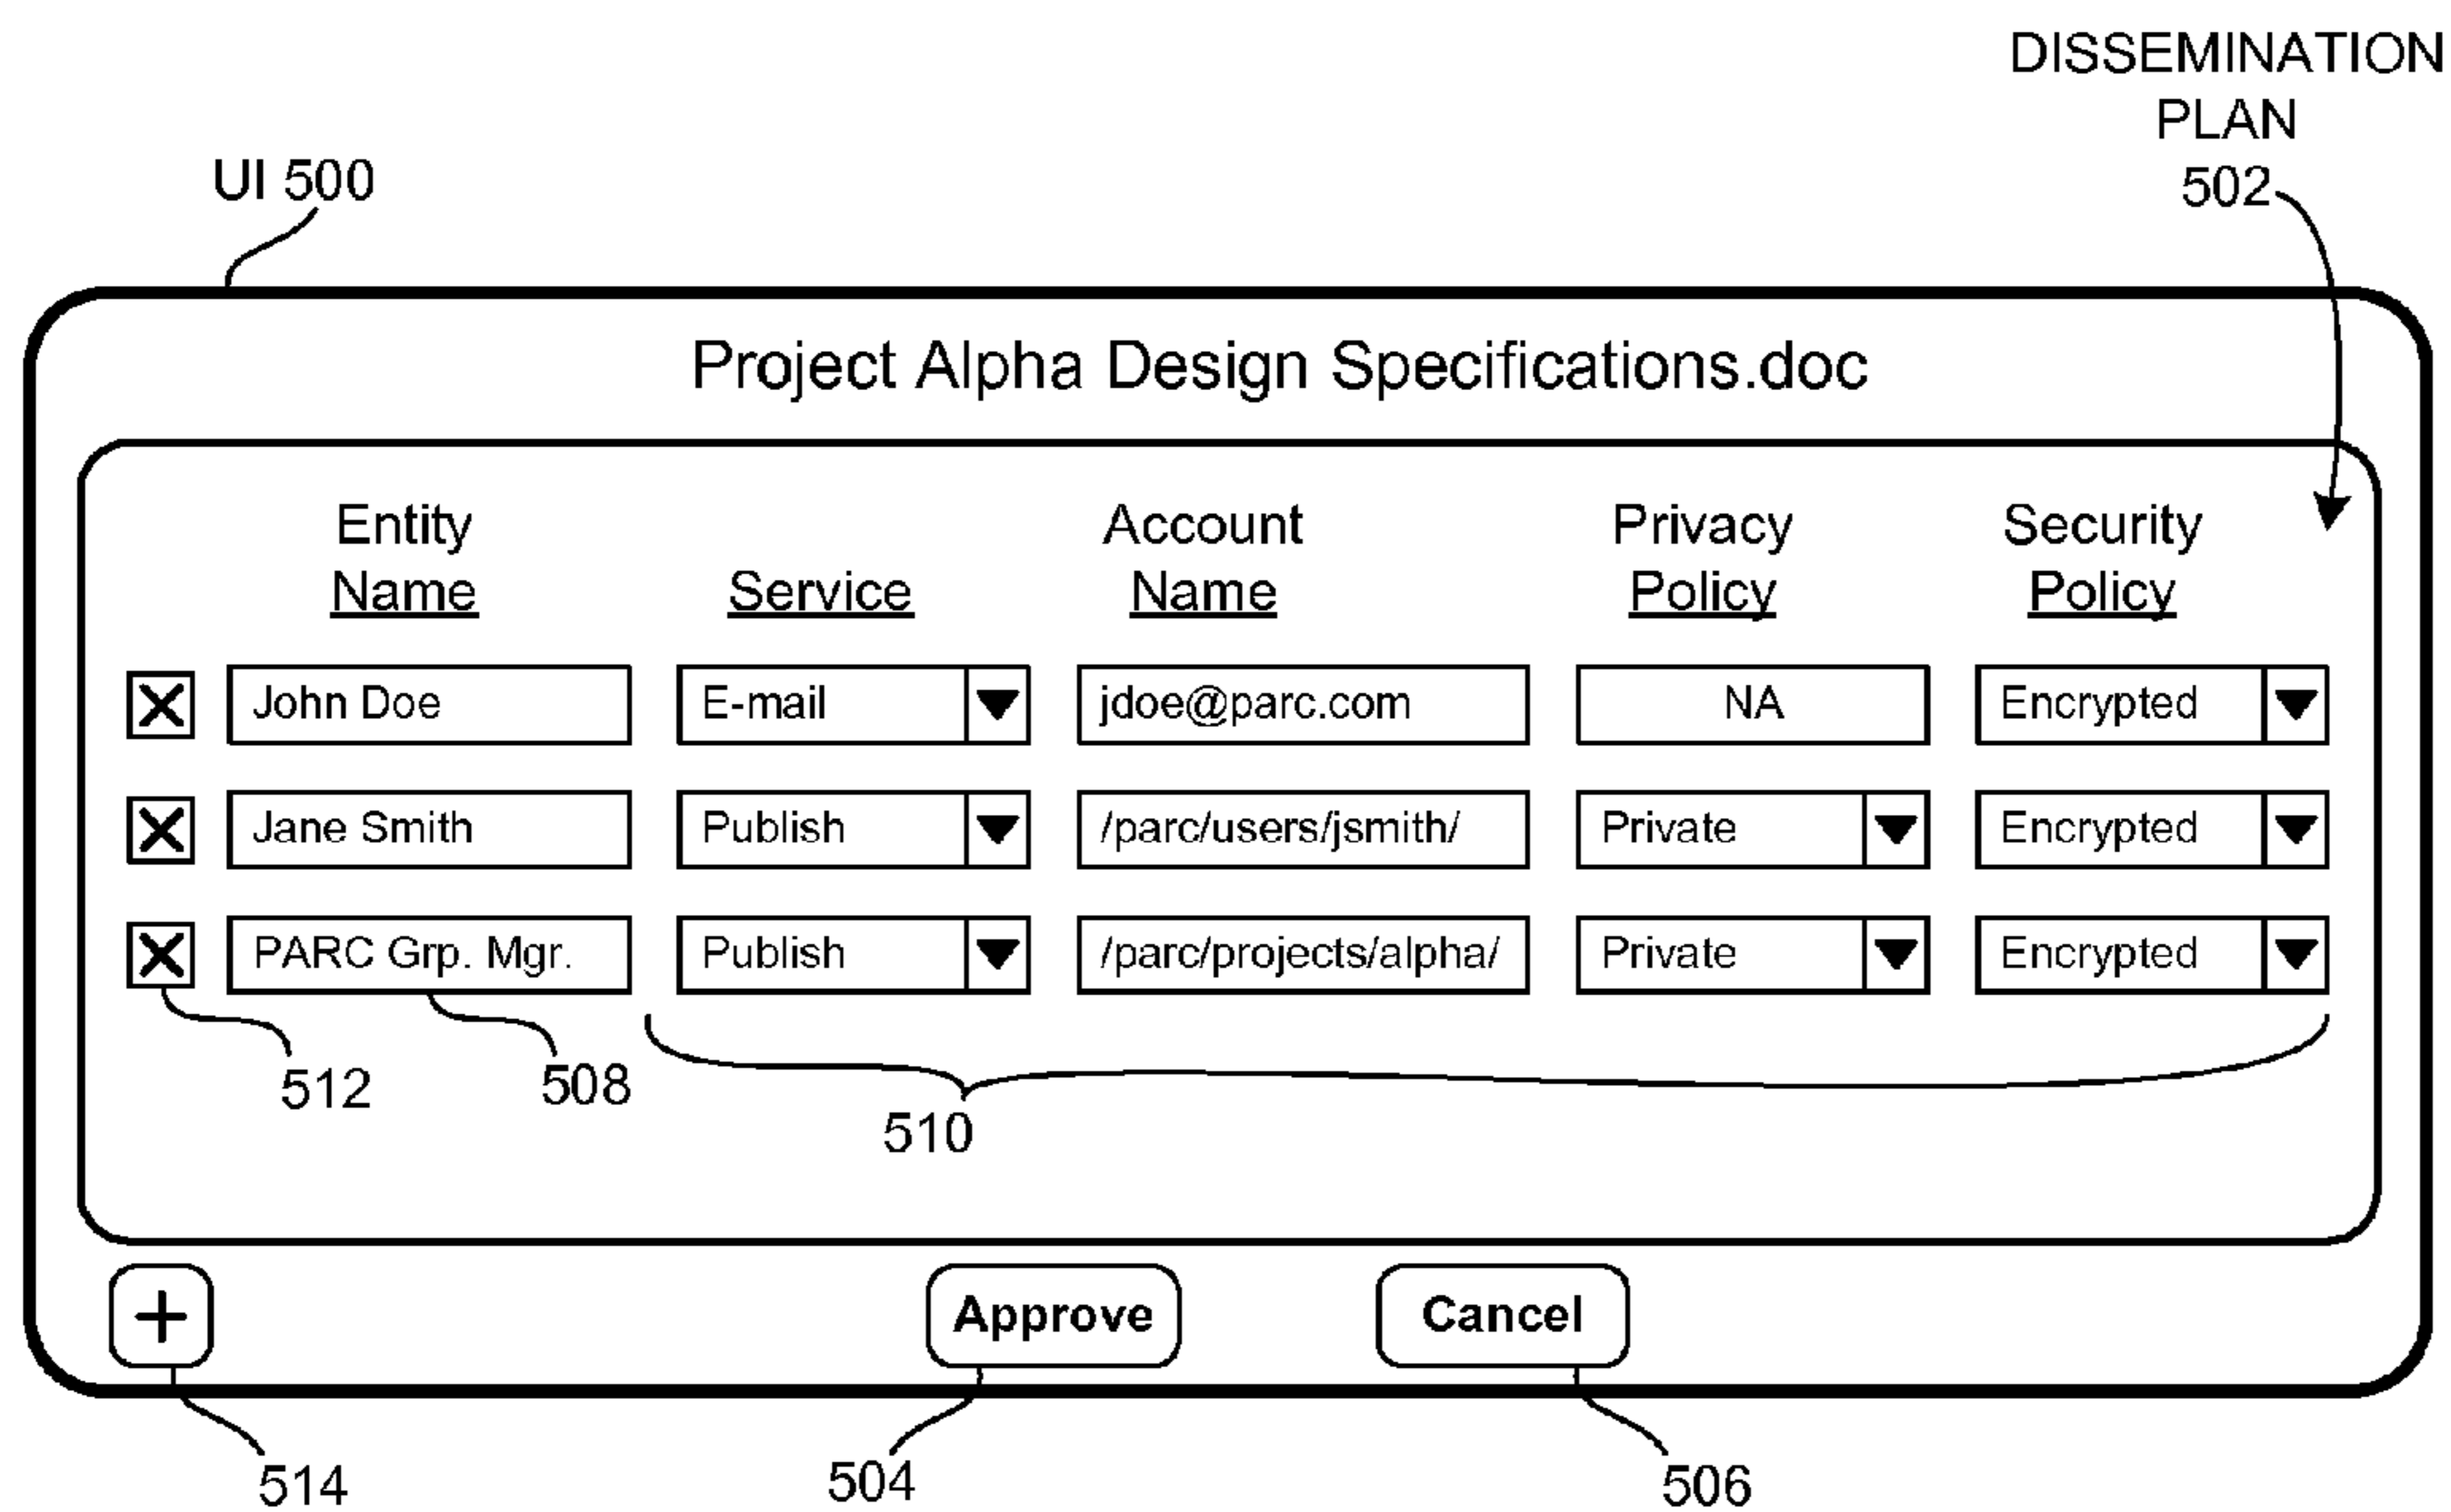 DISSEMINATION
PLAN
502
UI 500
Project Alpha Design Specifications.doc
Entity Name
Service
Account Name
Privacy Policy
Security Policy
John Doe
E-mail
jdoe@parc.com
NA
Encrypted
Jane Smith
Publish
/parc/users/jsmith/
Private
Encrypted
PARC Grp. Mgr.
Publish
/parc/projects/alpha/
Private
Encrypted
512
508
510
+
Approve
Cancel
514
504
506